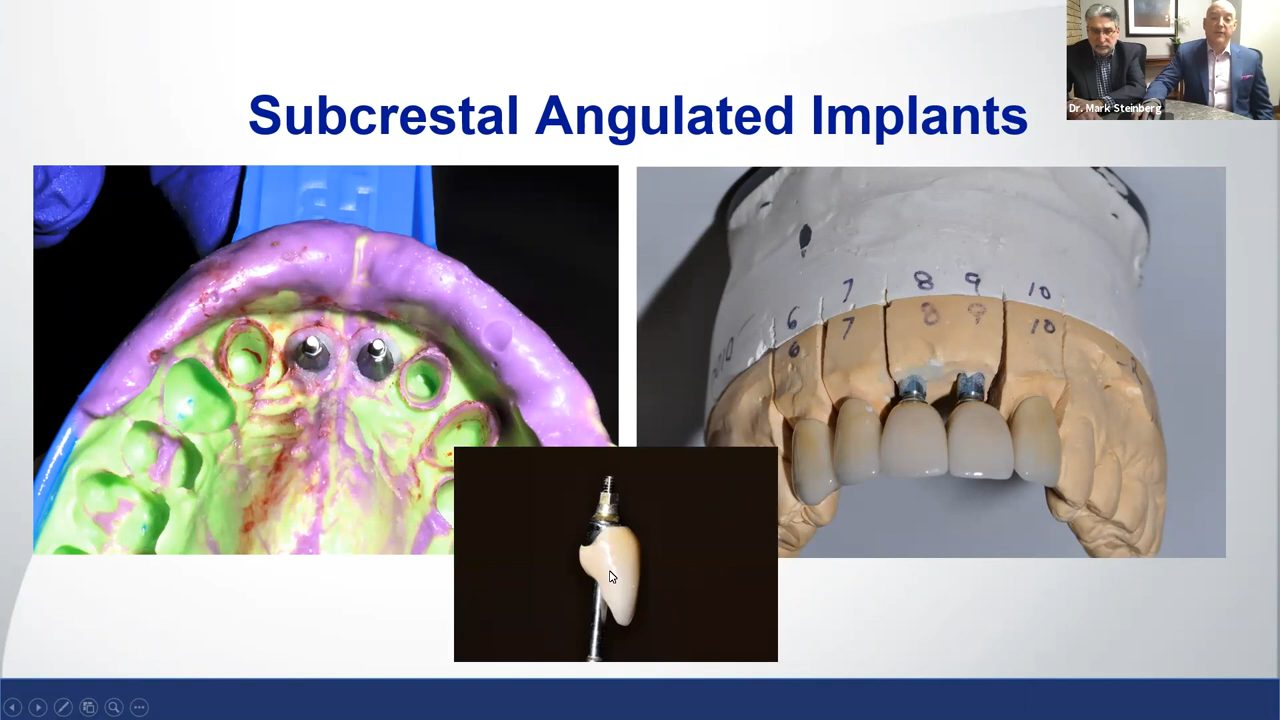 Subcrestal Angulated Implants
Dr. Mark Steinberg
7 8 9 10
6 7 8 9 10
6